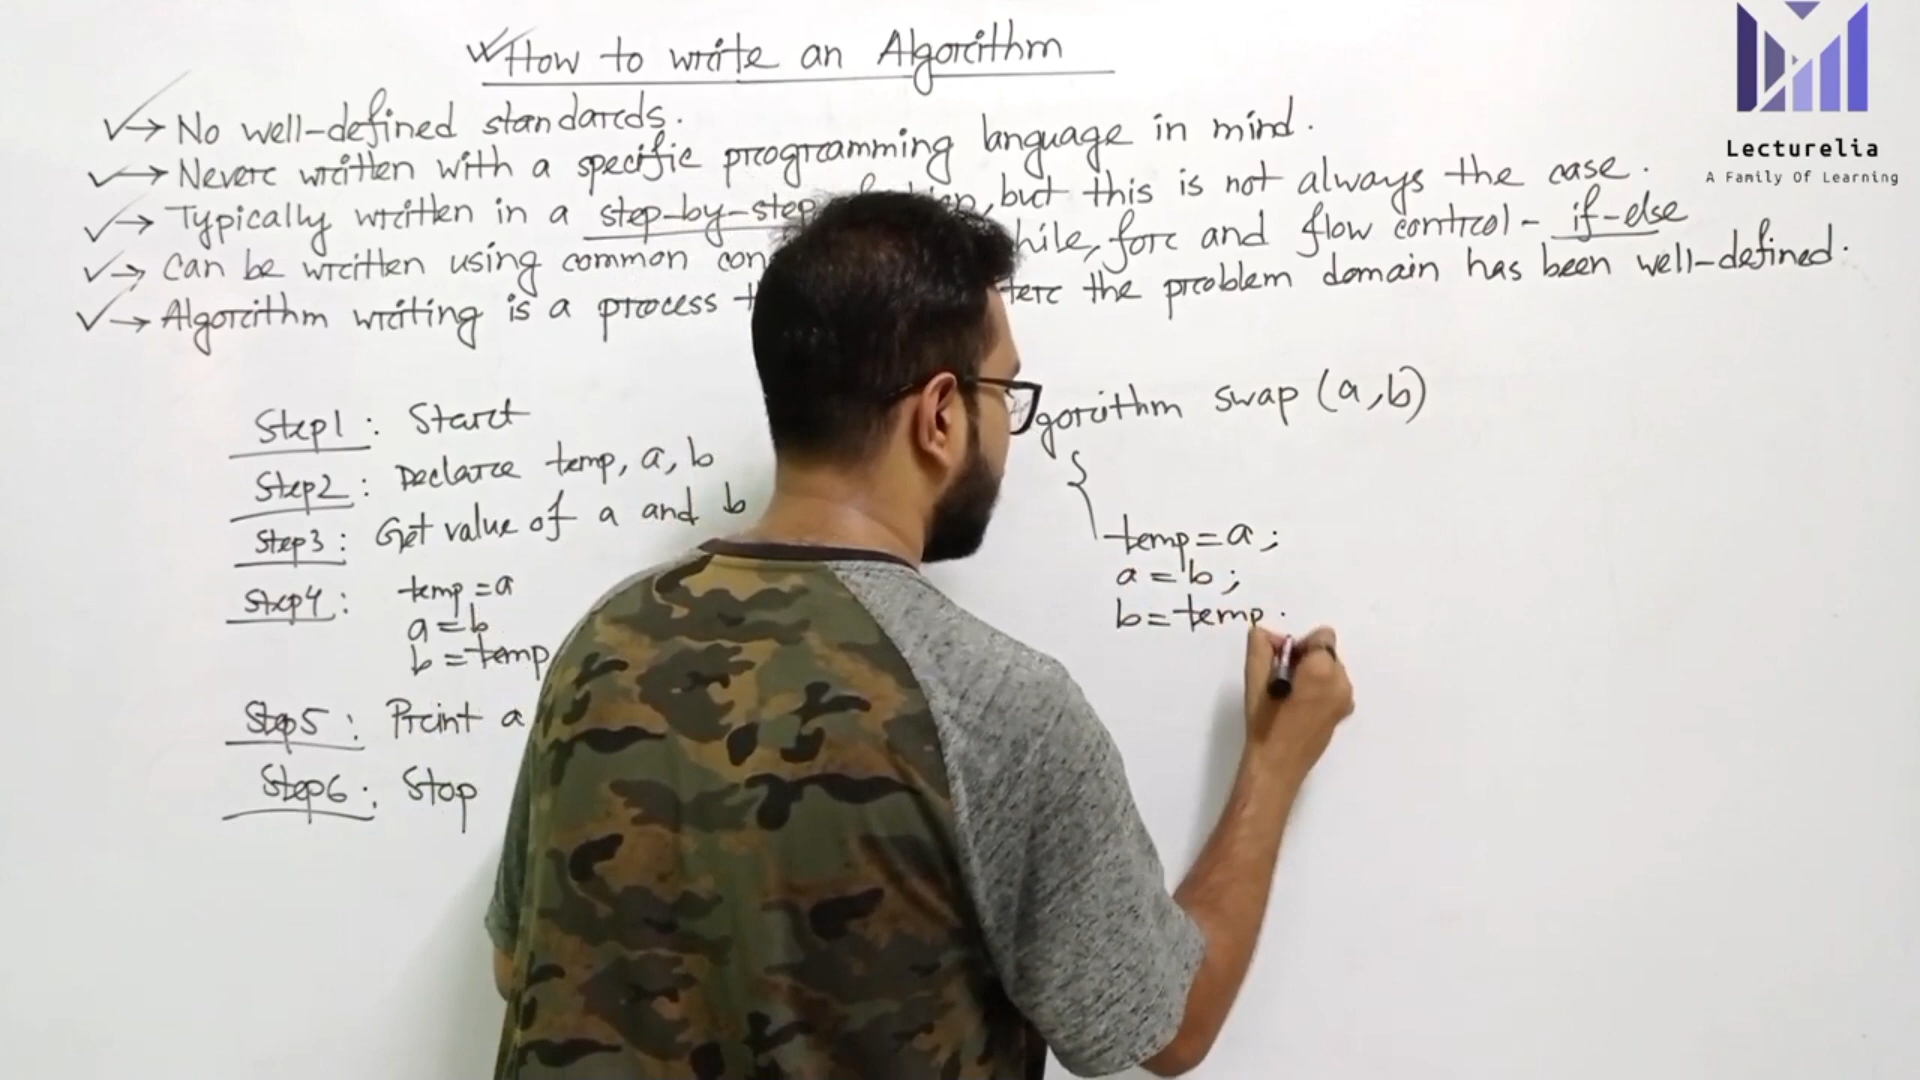 How to write an Algorithm
→ No well-defined standards.
→ Never written with a specific programming language in mind.
→ Typically written in a step-by-step but this is not always the case.
→ Can be written using common for and flow control - if-else
→ Algorithm writing is a process the problem domain has been well-defined.
Step1: Start
Step2: Declare temp, a, b
Step3: Get value of a and b
Step4: temp=a
a=b
b=temp
Step5: Print a
Step6: Stop
swap (a,b)
{
temp=a;
a=b;
b=temp
Lecturelia
A Family Of Learning